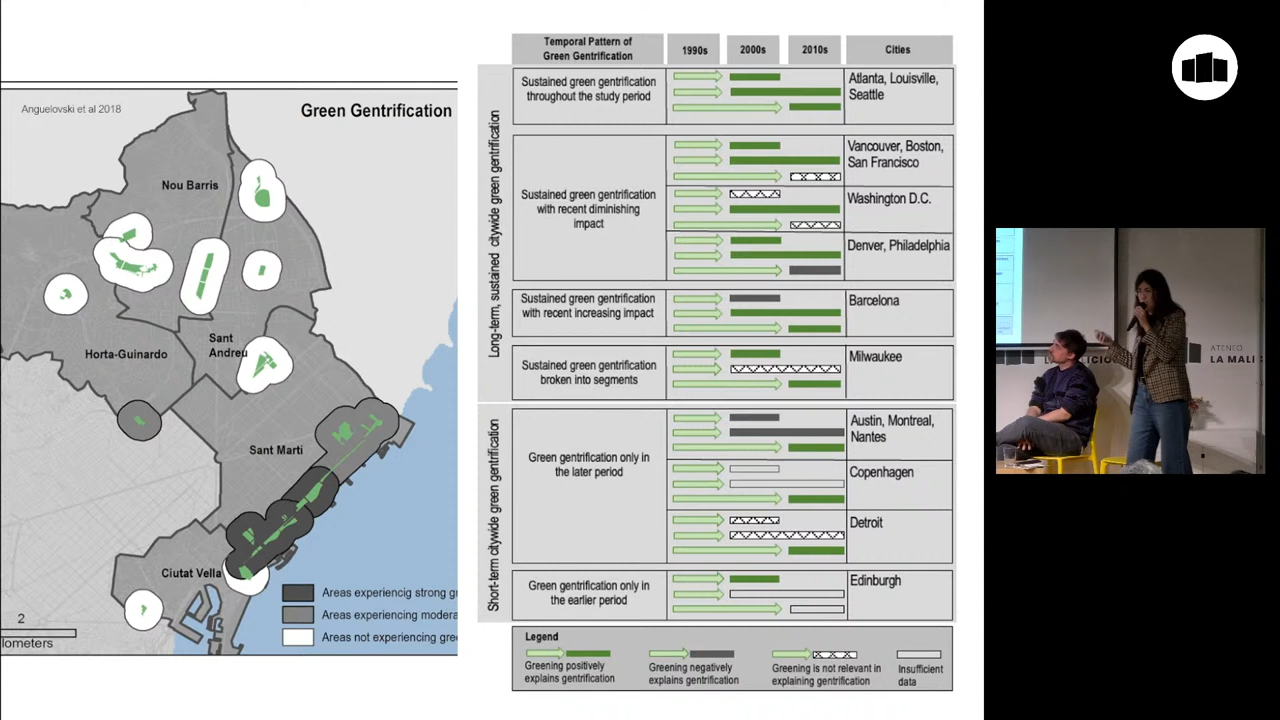 Anguelovski et al 2018
Green Gentrification
Nou Barris
Horta-Guinardo
Sant
Andreu
Sant Marti
Ciutat Vella
2
lometers
Areas experiencig strong gr
Areas experiencing modera
Areas not experiencing gree
Temporal Pattern of
Green Gentrification
1990s
2000s
2010s
Cities
Long-term, sustained citywide green gentrification
Sustained green gentrification
throughout the study period
Atlanta, Louisville,
Seattle
Sustained green gentrification
with recent diminishing
impact
Vancouver, Boston,
San Francisco
Washington D.C.
Denver, Philadelphia
Sustained green gentrification
with recent increasing impact
Barcelona
Sustained green gentrification
broken into segments
Milwaukee
Short-term citywide green gentrification
Green gentrification only in
the later period
Austin, Montreal,
Nantes
Copenhagen
Detroit
Green gentrification only in
the earlier period
Edinburgh
Legend
Greening positively
explains gentrification
Greening negatively
explains gentrification
Greening is not relevant in
explaining gentrification
Insufficient
data
ATENEO
LA MALI